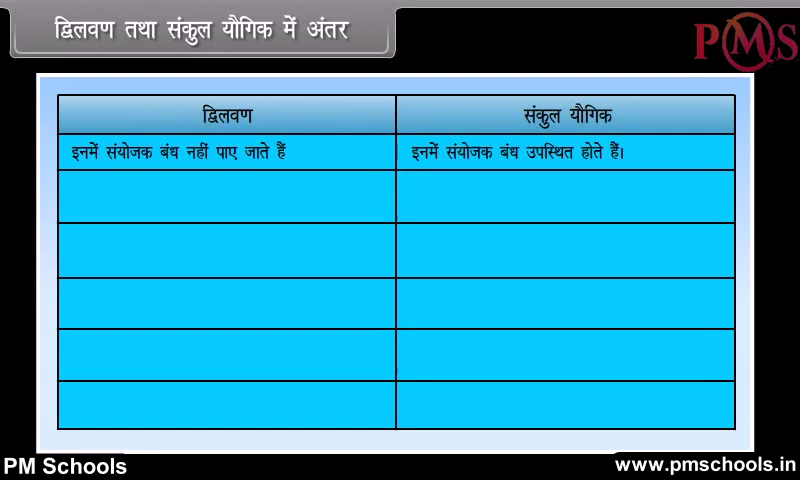 द्विलवण तथा संकुल यौगिक में अंतर
PMS
द्विलवण
संकुल यौगिक
इनमें संयोजक बंध नहीं पाए जाते हैं
इनमें संयोजक बंध उपस्थित होते हैं।
PM Schools
www.pmschools.in